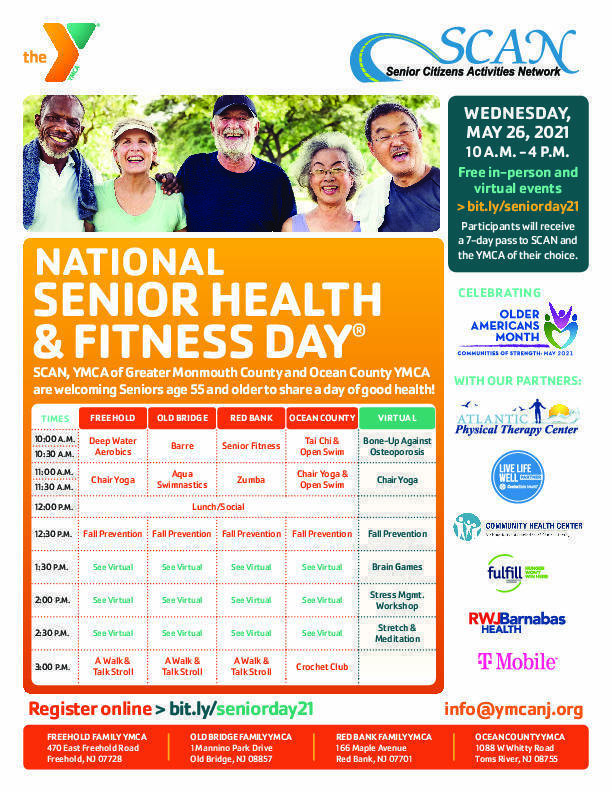 the
YMCA
SCAN
Senior Citizens Activities Network
WEDNESDAY,
MAY 26, 2021
10 A.M. - 4 P.M.
Free in-person and
virtual events
> bit.ly/seniorday21
Participants will receive
a 7-day pass to SCAN and
the YMCA of their choice.
NATIONAL
SENIOR HEALTH
& FITNESS DAY®
SCAN, YMCA of Greater Monmouth County and Ocean County YMCA
are welcoming Seniors age 55 and older to share a day of good health!
TIMES FREEHOLD OLD BRIDGE RED BANK OCEAN COUNTY VIRTUAL
10:00 A.M. 10:30 A.M. Deep Water Aerobics Barre Senior Fitness Tai Chi & Open Swim Bone-Up Against Osteoporosis
11:00 A.M. 11:30 A.M. Chair Yoga Aqua Swimnastics Zumba Chair Yoga & Open Swim Chair Yoga
12:00 P.M. Lunch/Social
12:30 P.M. Fall Prevention Fall Prevention Fall Prevention Fall Prevention Fall Prevention
1:30 P.M. See Virtual See Virtual See Virtual See Virtual Brain Games
2:00 P.M. See Virtual See Virtual See Virtual See Virtual Stress Mgmt. Workshop
2:30 P.M. See Virtual See Virtual See Virtual See Virtual Stretch & Meditation
3:00 P.M. A Walk & Talk Stroll A Walk & Talk Stroll A Walk & Talk Stroll Crochet Club
CELEBRATING
OLDER
AMERICANS
MONTH
COMMUNITIES OF STRENGTH: MAY 2021
WITH OUR PARTNERS:
ATLANTIC
Physical Therapy Center
LIVE LIFE
WELL
COMMUNITY HEALTH CENTER
fulfill
HUNGER
WON'T
WIN HERE
RWJBarnabas
HEALTH
T Mobile
Register online > bit.ly/seniorday21
info@ymcanj.org
FREEHOLD FAMILY YMCA
470 East Freehold Road
Freehold, NJ 07728
OLD BRIDGE FAMILY YMCA
1 Mannino Park Drive
Old Bridge, NJ 08857
RED BANK FAMILY YMCA
166 Maple Avenue
Red Bank, NJ 07701
OCEAN COUNTY YMCA
1088 W Whitty Road
Toms River, NJ 08755